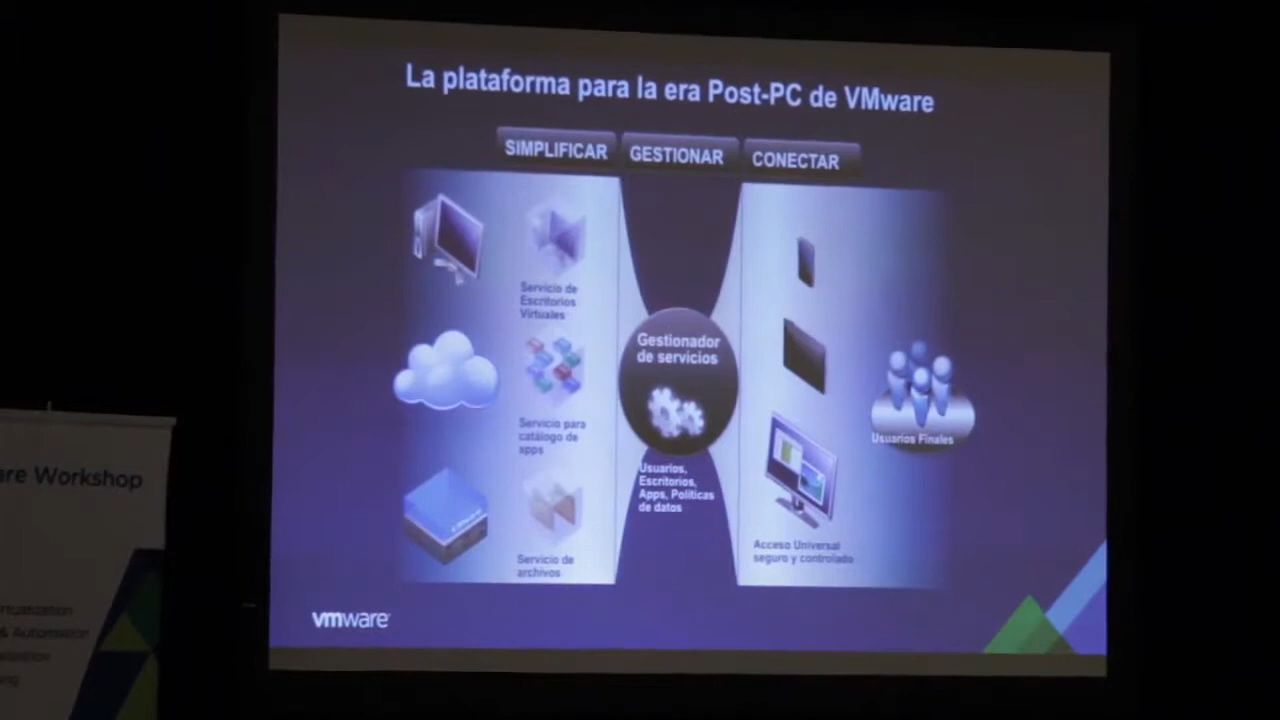 La plataforma para la era Post-PC de VMware
SIMPLIFICAR
GESTIONAR
CONECTAR
Servicio de
Escritorios
Virtuales
Servicio para
catálogo de
apps
Servicio de
archivos
Gestionador
de servicios
Usuarios,
Escritorios,
Apps, Políticas
de datos
Acceso Universal
seguro y controlado
Usuarios Finales
vmware
are Workshop
& Automation